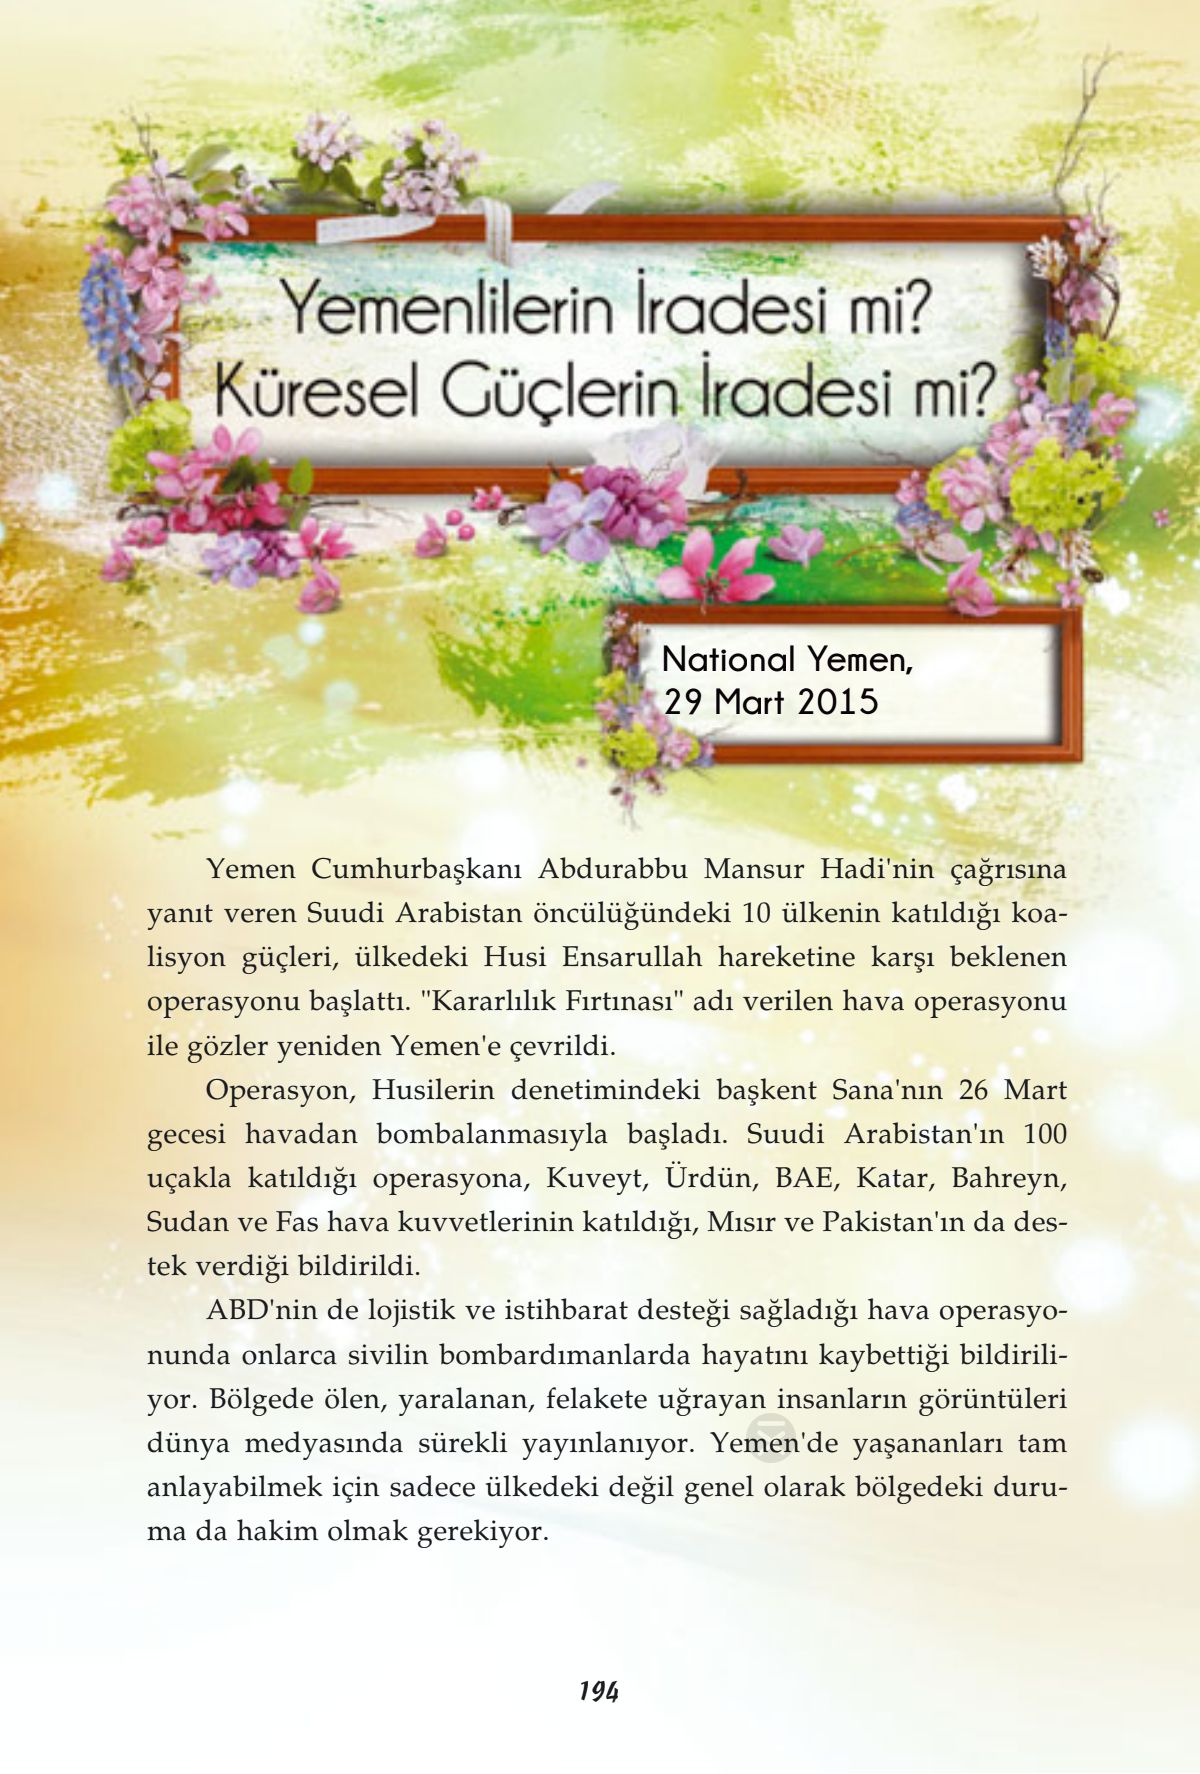 Yemenlilerin İradesi mi?
Küresel Güçlerin İradesi mi?
National Yemen,
29 Mart 2015
Yemen Cumhurbaşkanı Abdurabbu Mansur Hadi'nin çağrısına
yanıt veren Suudi Arabistan öncülüğündeki 10 ülkenin katıldığı koa-
lisyon güçleri, ülkedeki Husi Ensarullah hareketine karşı beklenen
operasyonu başlattı. "Kararlılık Fırtınası" adı verilen hava operasyonu
ile gözler yeniden Yemen'e çevrildi.
Operasyon, Husilerin denetimindeki başkent Sana'nın 26 Mart
gecesi havadan bombalanmasıyla başladı. Suudi Arabistan'ın 100
uçakla katıldığı operasyona, Kuveyt, Ürdün, BAE, Katar, Bahreyn,
Sudan ve Fas hava kuvvetlerinin katıldığı, Mısır ve Pakistan'ın da des-
tek verdiği bildirildi.
ABD'nin de lojistik ve istihbarat desteği sağladığı hava operasyo-
nunda onlarca sivilin bombardımanlarda hayatını kaybettiği bildirili-
yor. Bölgede ölen, yaralanan, felakete uğrayan insanların görüntüleri
dünya medyasında sürekli yayınlanıyor. Yemen'de yaşananları tam
anlayabilmek için sadece ülkedeki değil genel olarak bölgedeki duru-
ma da hakim olmak gerekiyor.
194